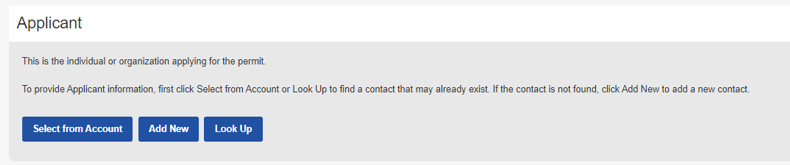 Applicant
This is the individual or organization applying for the permit.
To provide Applicant information, first click Select from Account or Look Up to find a contact that may already exist. If the contact is not found, click Add New to add a new contact.
Select from Account Add New Look Up